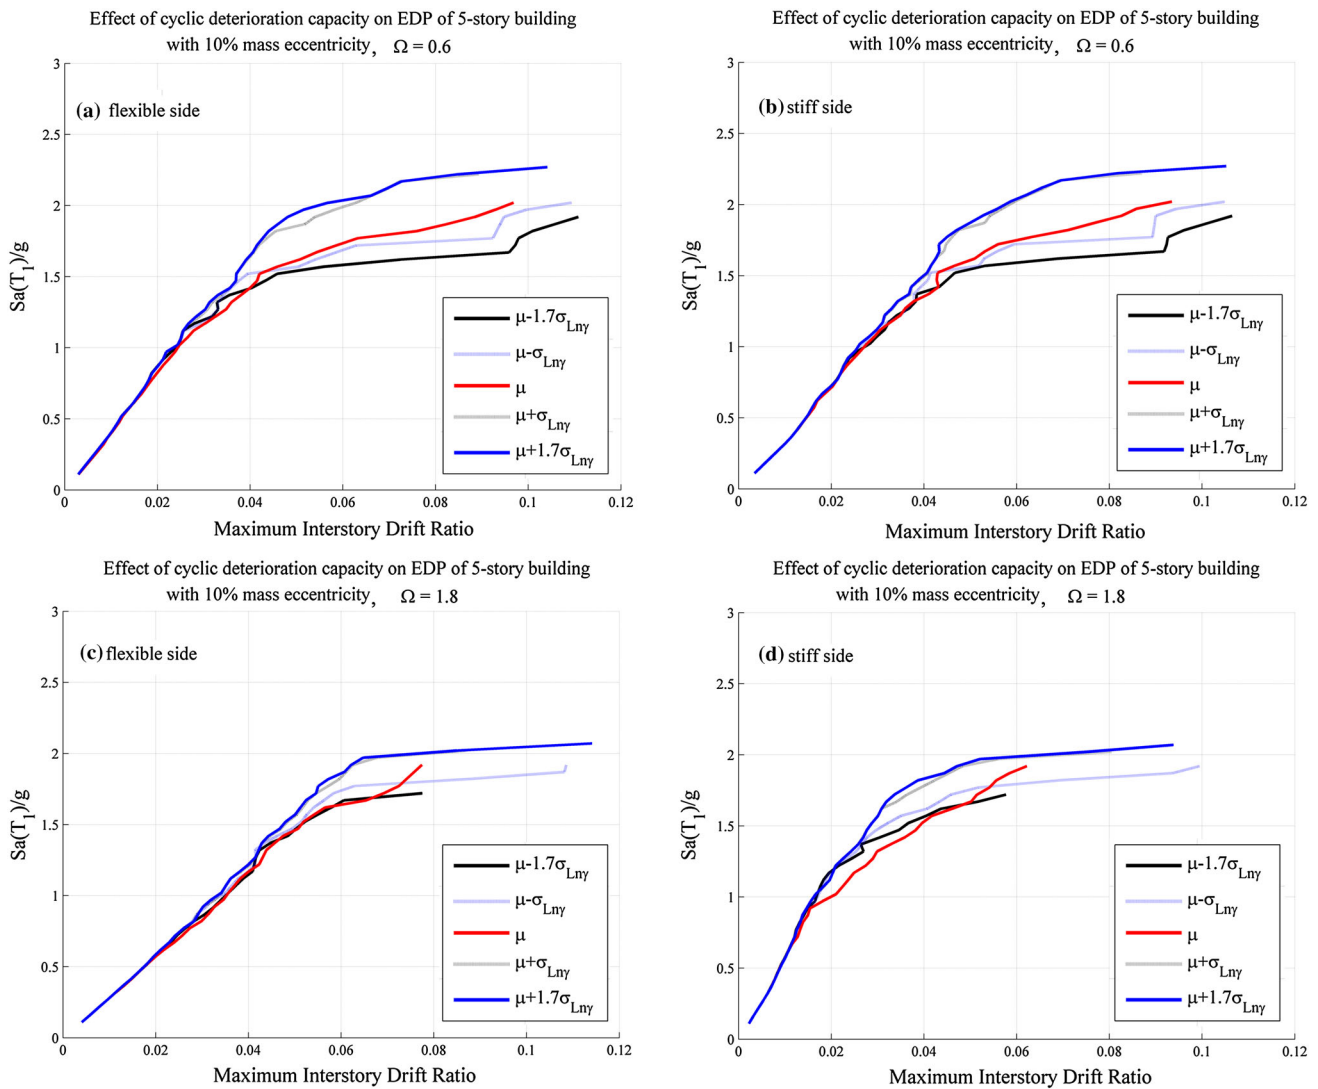 Effect of cyclic deterioration capacity on EDP of 5-story building
with 10% mass eccentricity, Ω = 0.6
3
(a) flexible side
2.5
2
1.5
1
0.5
0
Sa(T1)/g
μ-1.7σLnγ
μ-σLnγ
μ
μ+σLnγ
μ+1.7σLnγ
0 0.02 0.04 0.06 0.08 0.1 0.12
Maximum Interstory Drift Ratio
Effect of cyclic deterioration capacity on EDP of 5-story building
with 10% mass eccentricity, Ω = 0.6
3
(b) stiff side
2.5
2
1.5
1
0.5
0
Sa(T1)/g
μ-1.7σLnγ
μ-σLnγ
μ
μ+σLnγ
μ+1.7σLnγ
0 0.02 0.04 0.06 0.08 0.1 0.12
Maximum Interstory Drift Ratio
Effect of cyclic deterioration capacity on EDP of 5-story building
with 10% mass eccentricity, Ω = 1.8
3
(c) flexible side
2.5
2
1.5
1
0.5
0
Sa(T1)/g
μ-1.7σLnγ
μ-σLnγ
μ
μ+σLnγ
μ+1.7σLnγ
0 0.02 0.04 0.06 0.08 0.1 0.12
Maximum Interstory Drift Ratio
Effect of cyclic deterioration capacity on EDP of 5-story building
with 10% mass eccentricity, Ω = 1.8
3
(d) stiff side
2.5
2
1.5
1
0.5
0
Sa(T1)/g
μ-1.7σLnγ
μ-σLnγ
μ
μ+σLnγ
μ+1.7σLnγ
0 0.02 0.04 0.06 0.08 0.1 0.12
Maximum Interstory Drift Ratio